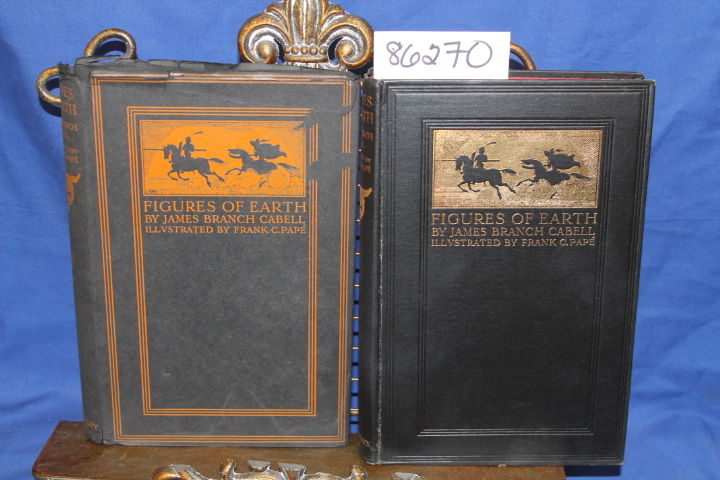 86270
FIGURES OF EARTH
BY JAMES BRANCH CABELL
ILLVSTRATED BY FRANK C. PAPÉ
FIGURES OF EARTH
BY JAMES BRANCH CABELL
ILLVSTRATED BY FRANK C. PAPÉ